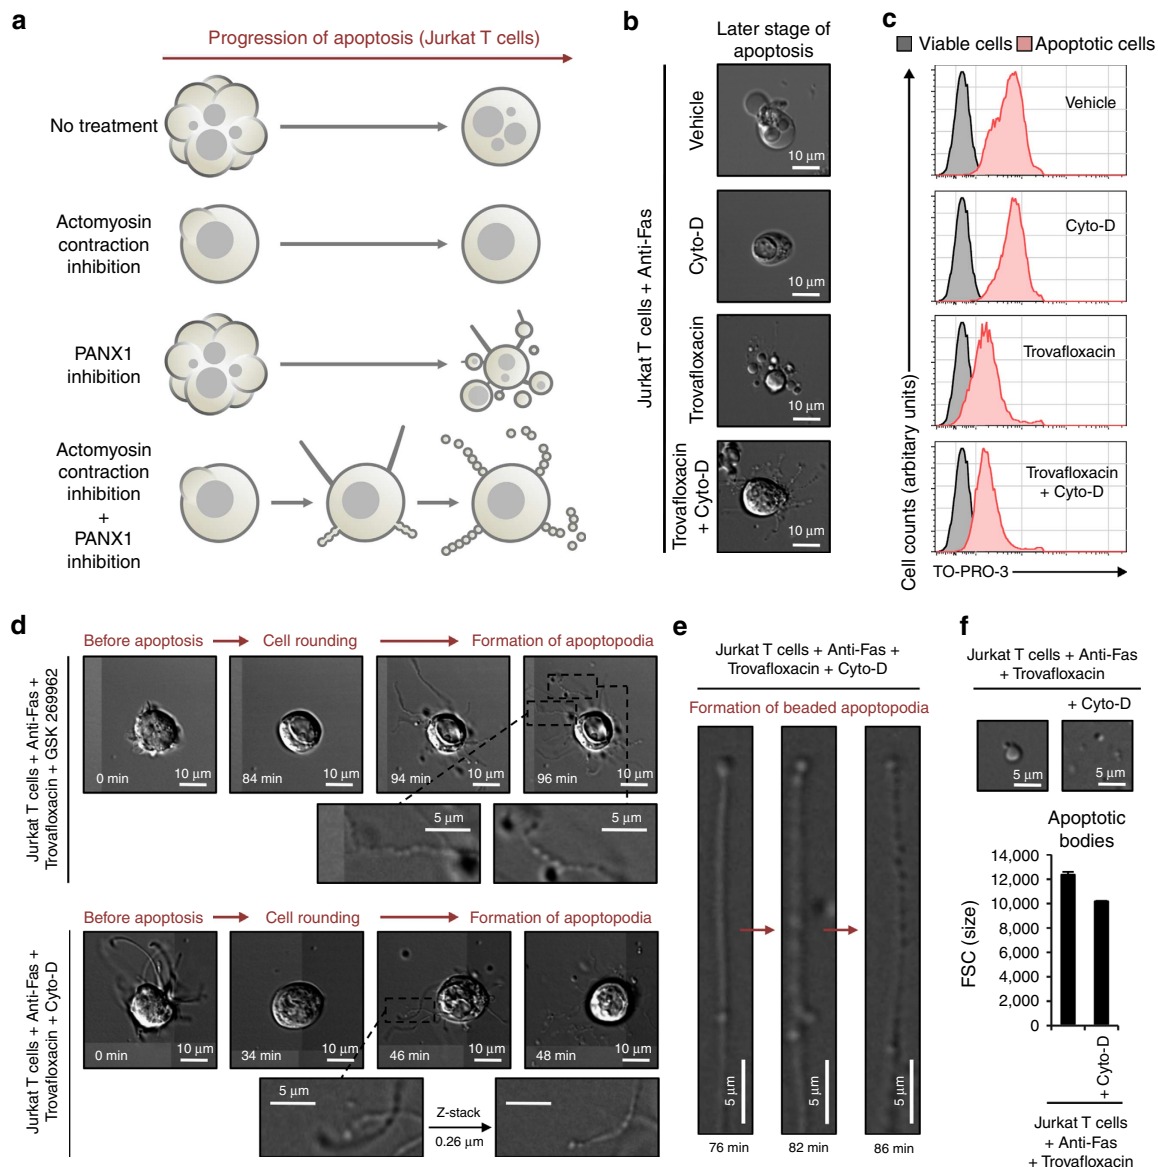 a
Progression of apoptosis (Jurkat T cells)
No treatment
Actomyosin
contraction
inhibition
PANX1
inhibition
Actomyosin
contraction
inhibition
+
PANX1
inhibition
b
Later stage of
apoptosis
Jurkat T cells + Anti-Fas
Vehicle
10 μm
Cyto-D
10 μm
Trovafloxacin
10 μm
Trovafloxacin
+ Cyto-D
10 μm
c
Viable cells
Apoptotic cells
Cell counts (arbitary units)
Vehicle
Cyto-D
Trovafloxacin
Trovafloxacin
+ Cyto-D
TO-PRO-3
d
Jurkat T cells + Anti-Fas +
Trovafloxacin + GSK 269962
Before apoptosis
Cell rounding
Formation of apoptopodia
0 min
10 μm
84 min
10 μm
94 min
10 μm
96 min
10 μm
5 μm
5 μm
Jurkat T cells + Anti-Fas +
Trovafloxacin + Cyto-D
Before apoptosis
Cell rounding
Formation of apoptopodia
0 min
10 μm
34 min
10 μm
46 min
10 μm
48 min
10 μm
5 μm
Z-stack
0.26 μm
e
Jurkat T cells + Anti-Fas +
Trovafloxacin + Cyto-D
Formation of beaded apoptopodia
5 μm
5 μm
5 μm
76 min
82 min
86 min
f
Jurkat T cells + Anti-Fas
+ Trovafloxacin
+ Cyto-D
5 μm
5 μm
Apoptotic
bodies
FSC (size)
14,000
12,000
10,000
8,000
6,000
4,000
2,000
0
+ Cyto-D
Jurkat T cells
+ Anti-Fas
+ Trovafloxacin